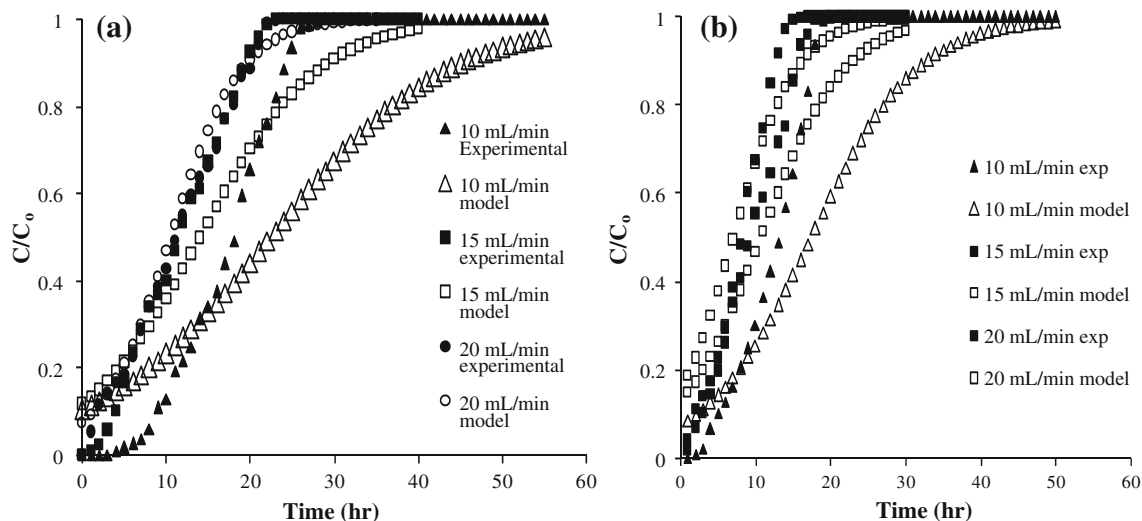 (a)
1
0.8
0.6
0.4
0.2
0
C/Co
0 10 20 30 40 50 60
Time (hr)
10 mL/min
Experimental
10 mL/min
model
15 mL/min
experimental
15 mL/min
model
20 mL/min
experimental
20 mL/min
model
(b)
1
0.8
0.6
0.4
0.2
0
C/Co
0 10 20 30 40 50 60
Time (hr)
10 mL/min exp
10 mL/min model
15 mL/min exp
15 mL/min model
20 mL/min exp
20 mL/min model